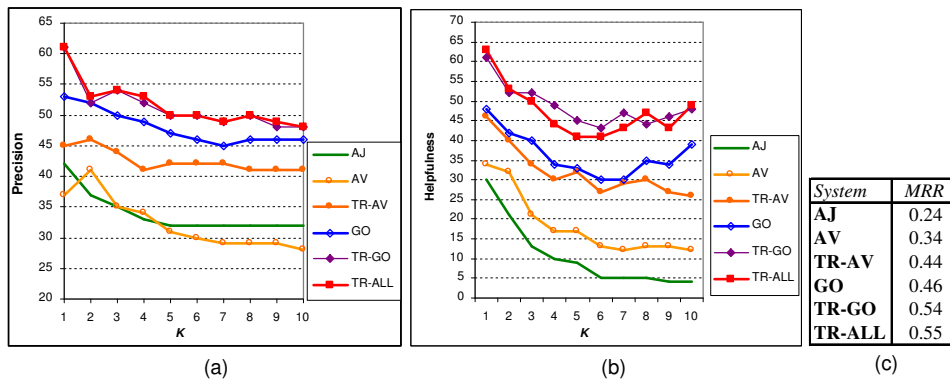 65
60
55
50
45
40
35
30
25
20
Precision
1 2 3 4 5 6 7 8 9 10
K
AJ
AV
TR-AV
GO
TR-GO
TR-ALL
(a)
70
65
60
55
50
45
40
35
30
25
20
15
10
5
0
Helpfulness
1 2 3 4 5 6 7 8 9 10
K
AJ
AV
TR-AV
GO
TR-GO
TR-ALL
(b)
System MRR
AJ 0.24
AV 0.34
TR-AV 0.44
GO 0.46
TR-GO 0.54
TR-ALL 0.55
(c)